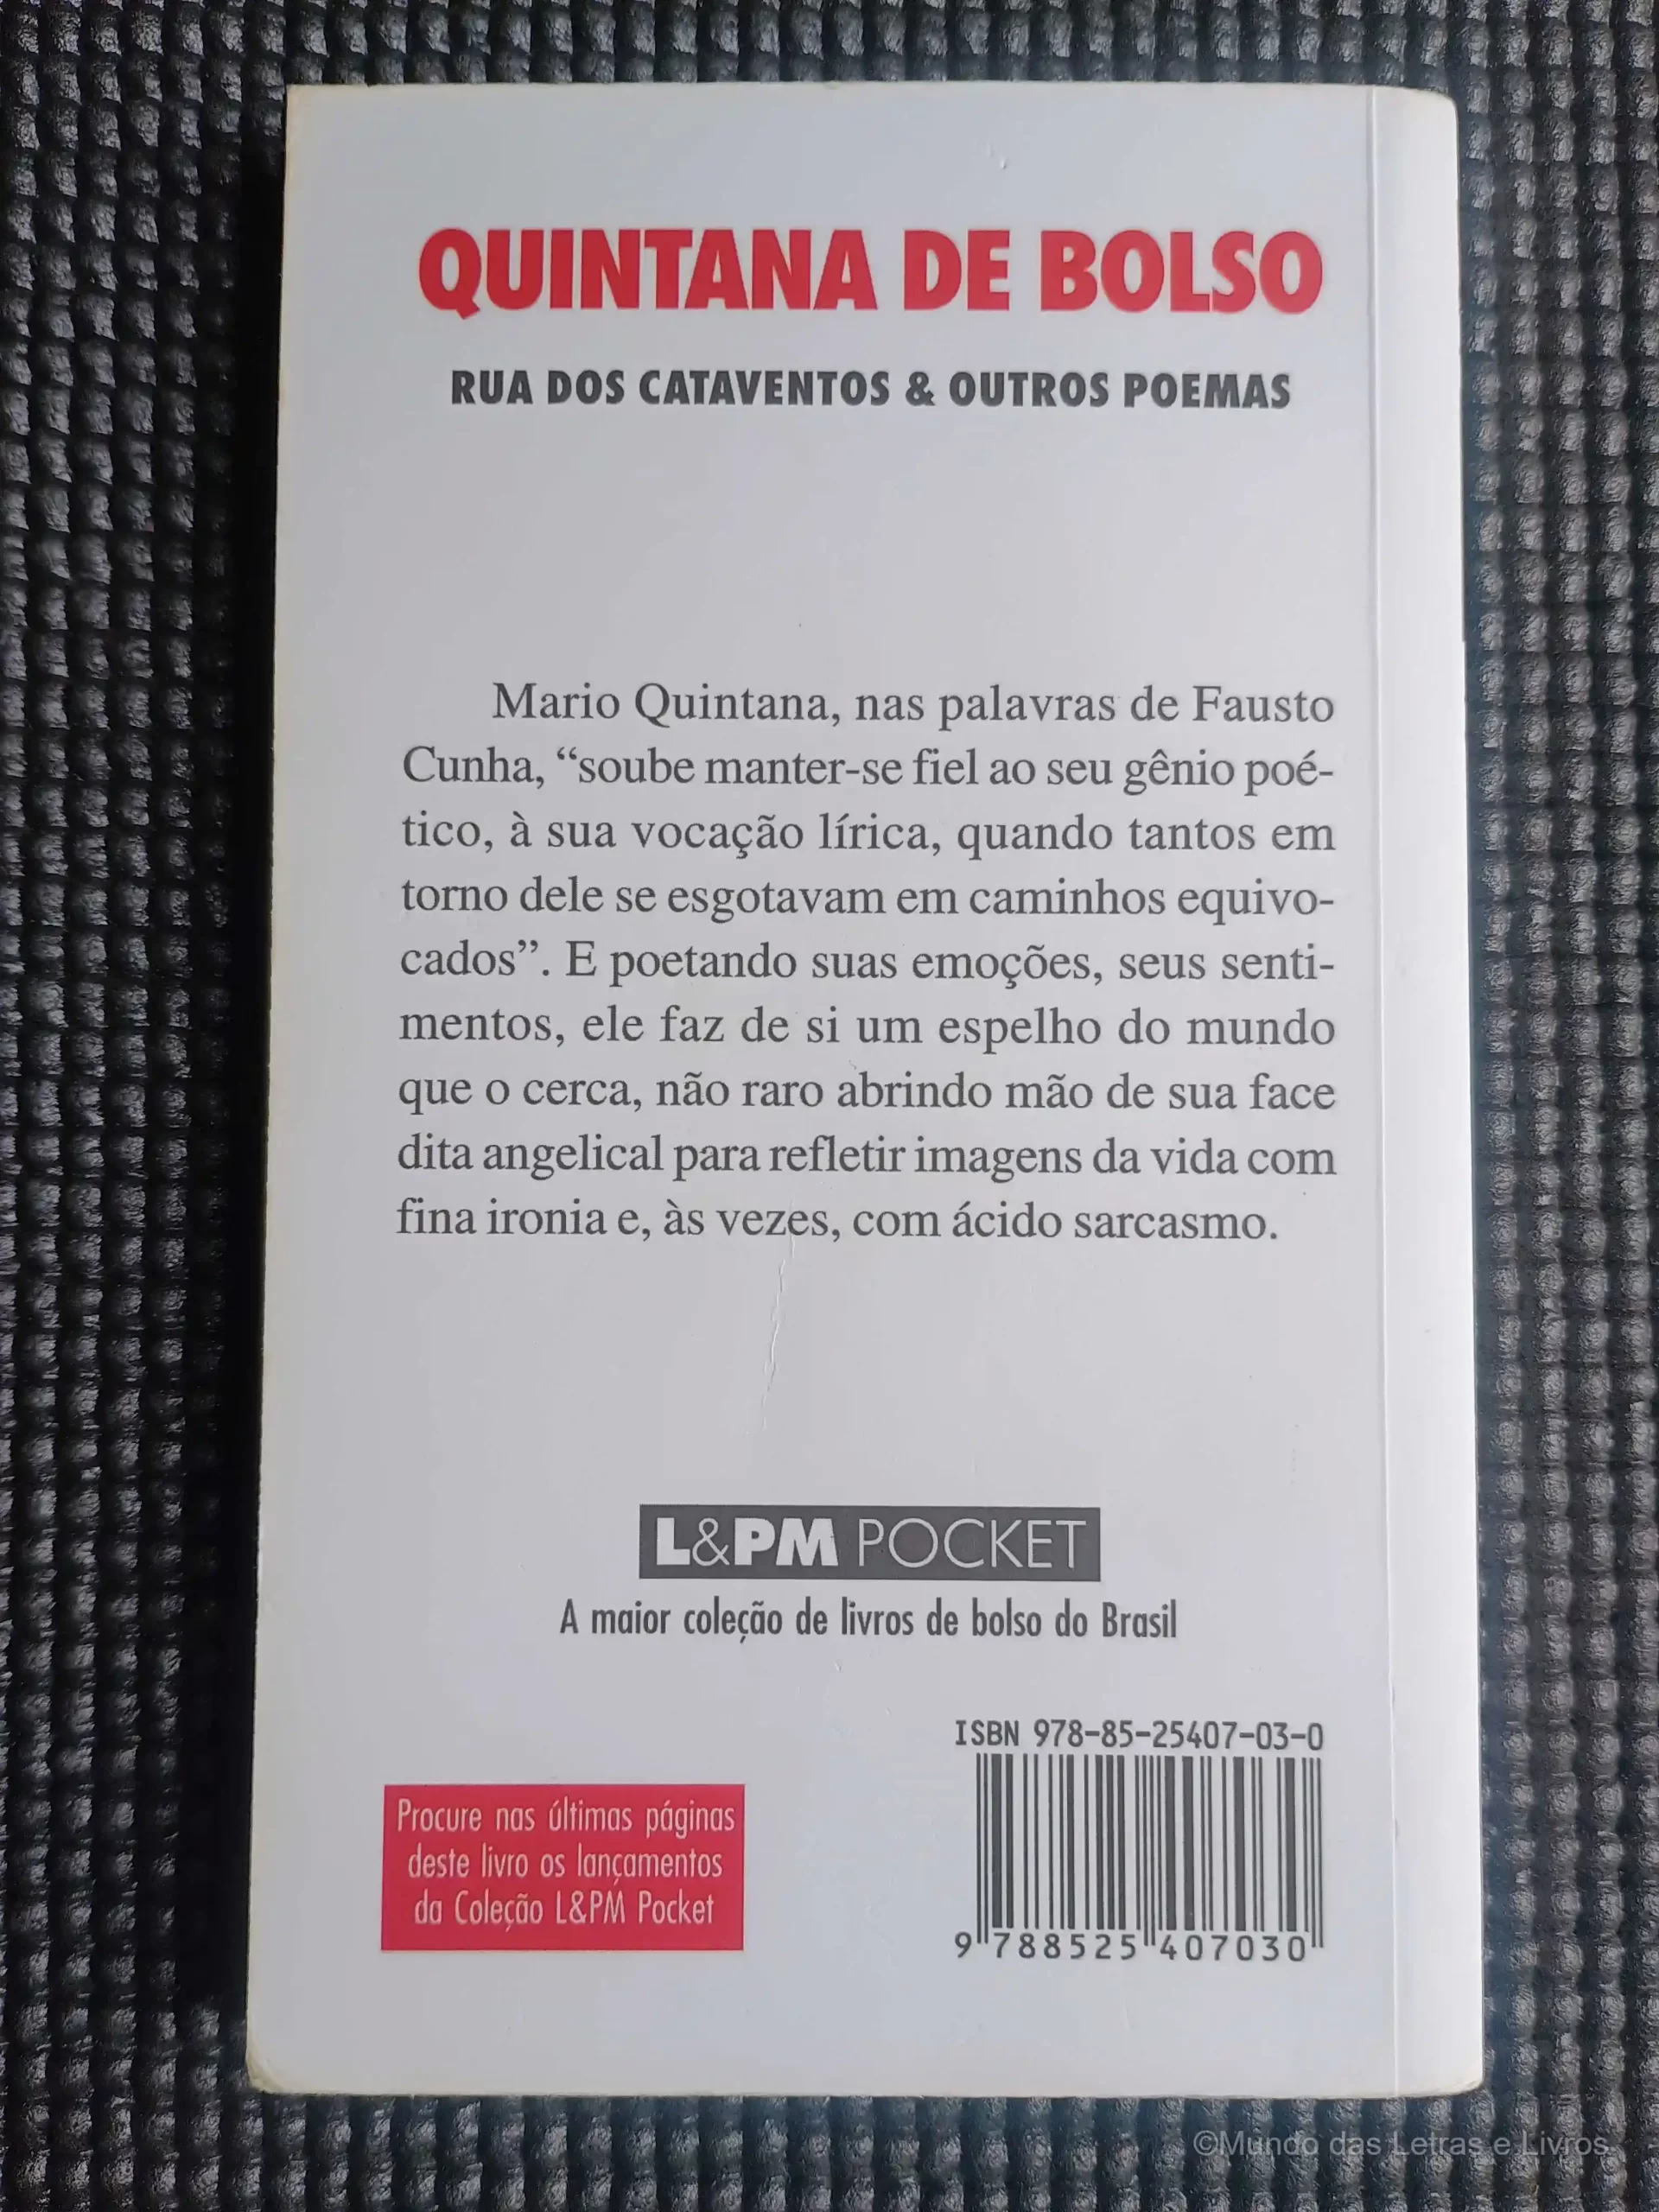 QUINTANA DE BOLSO
RUA DOS CATAVENTOS & OUTROS POEMAS
Mario Quintana, nas palavras de Fausto
Cunha, “soube manter-se fiel ao seu gênio poé-
tico, à sua vocação lírica, quando tantos em
torno dele se esgotavam em caminhos equivo-
cados”. E poetando suas emoções, seus senti-
mentos, ele faz de si um espelho do mundo
que o cerca, não raro abrindo mão de sua face
dita angelical para refletir imagens da vida com
fina ironia e, às vezes, com ácido sarcasmo.
L&PM POCKET
A maior coleção de livros de bolso do Brasil
ISBN 978-85-25407-03-0
9 788525 407030
Procure nas últimas páginas
deste livro os lançamentos
da Coleção L&PM Pocket
©Mundo das Letras e Livros